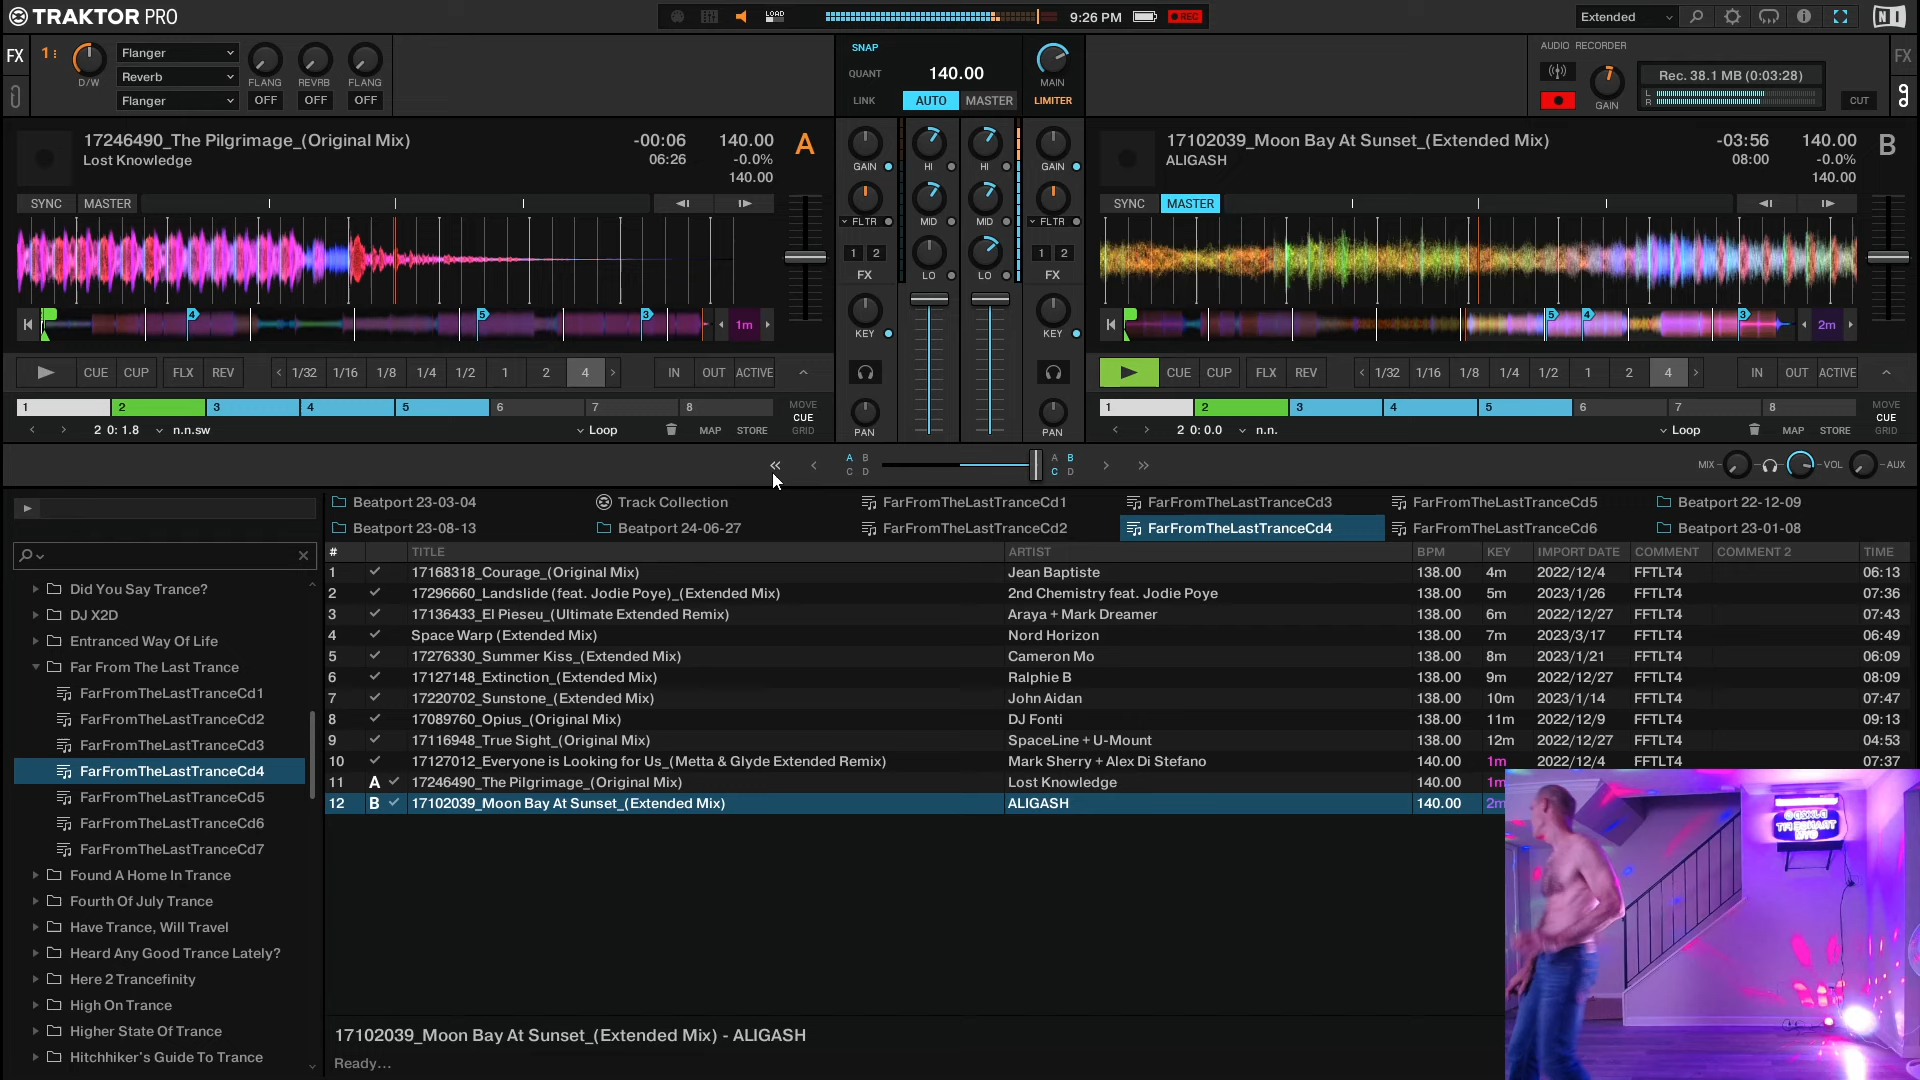 TRAKTOR PRO
LOAD
9:26 PM
REC
Extended
FX
1
D/W
Flanger
Reverb
Flanger
FLANG
REVRB
FLANG
OFF
OFF
OFF
SNAP
QUANT
LINK
140.00
AUTO
MASTER
MAIN
LIMITER
AUDIO RECORDER
GAIN
Rec. 38.1 MB (0:03:28)
L
R
CUT
FX
17246490_The Pilgrimage_(Original Mix)
Lost Knowledge
-00:06
06:26
140.00
-0.0%
140.00
A
SYNC
MASTER
4
5
3
1m
CUE
CUP
FLX
REV
1/32
1/16
1/8
1/4
1/2
1
2
4
IN
OUT
ACTIVE
1
2
3
4
5
6
7
8
MOVE
CUE
GRID
2 0: 1.8
n.n.sw
Loop
MAP
STORE
GAIN
HI
HI
GAIN
FLTR
MID
MID
FLTR
1
2
1
2
FX
LO
LO
FX
KEY
KEY
PAN
PAN
17102039_Moon Bay At Sunset_(Extended Mix)
ALIGASH
-03:56
08:00
140.00
-0.0%
140.00
B
SYNC
MASTER
5
4
3
2m
CUE
CUP
FLX
REV
1/32
1/16
1/8
1/4
1/2
1
2
4
IN
OUT
ACTIVE
1
2
3
4
5
6
7
8
MOVE
CUE
GRID
2 0: 0.0
n.n.
Loop
MAP
STORE
A B
C D
A B
C D
MIX
VOL
AUX
Beatport 23-03-04
Track Collection
FarFromTheLastTranceCd1
FarFromTheLastTranceCd3
FarFromTheLastTranceCd5
Beatport 22-12-09
Beatport 23-08-13
Beatport 24-06-27
FarFromTheLastTranceCd2
FarFromTheLastTranceCd4
FarFromTheLastTranceCd6
Beatport 23-01-08
Did You Say Trance?
DJ X2D
Entranced Way Of Life
Far From The Last Trance
FarFromTheLastTranceCd1
FarFromTheLastTranceCd2
FarFromTheLastTranceCd3
FarFromTheLastTranceCd4
FarFromTheLastTranceCd5
FarFromTheLastTranceCd6
FarFromTheLastTranceCd7
Found A Home In Trance
Fourth Of July Trance
Have Trance, Will Travel
Heard Any Good Trance Lately?
Here 2 Trancefinity
High On Trance
Higher State Of Trance
Hitchhiker's Guide To Trance
# TITLE ARTIST BPM KEY IMPORT DATE COMMENT COMMENT 2 TIME
1 17168318_Courage_(Original Mix) Jean Baptiste 138.00 4m 2022/12/4 FFTLT4 06:13
2 17296660_Landslide (feat. Jodie Poye)_(Extended Mix) 2nd Chemistry feat. Jodie Poye 138.00 5m 2023/1/26 FFTLT4 07:36
3 17136433_El Pieseu_(Ultimate Extended Remix) Araya + Mark Dreamer 138.00 6m 2022/12/27 FFTLT4 07:43
4 Space Warp (Extended Mix) Nord Horizon 138.00 7m 2023/3/17 FFTLT4 06:49
5 17276330_Summer Kiss_(Extended Mix) Cameron Mo 138.00 8m 2023/1/21 FFTLT4 06:09
6 17127148_Extinction_(Extended Mix) Ralphie B 138.00 9m 2022/12/27 FFTLT4 08:09
7 17220702_Sunstone_(Extended Mix) John Aidan 138.00 10m 2023/1/14 FFTLT4 07:47
8 17089760_Opius_(Original Mix) DJ Fonti 138.00 11m 2022/12/9 FFTLT4 09:13
9 17116948_True Sight_(Original Mix) SpaceLine + U-Mount 138.00 12m 2022/12/27 FFTLT4 04:53
10 17127012_Everyone is Looking for Us_(Metta & Glyde Extended Remix) Mark Sherry + Alex Di Stefano 140.00 1m 2022/12/4 FFTLT4 07:37
11 A 17246490_The Pilgrimage_(Original Mix) Lost Knowledge 140.00 1m
12 B 17102039_Moon Bay At Sunset_(Extended Mix) ALIGASH 140.00 2m
17102039_Moon Bay At Sunset_(Extended Mix) - ALIGASH
Ready...